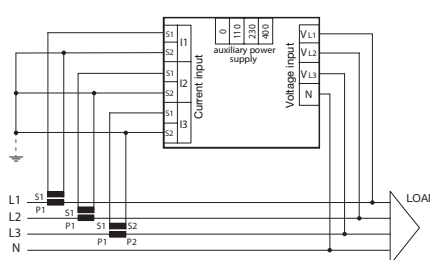 S1
I1
S2
S1
I2
S2
S1
I3
S2
Current input
0
110
230
400
auxiliary power
supply
Voltage input
VL1
VL2
VL3
N
L1
S1
P1
L2
S1
P1
L3
S1 S2
P1 P2
N
LOAD